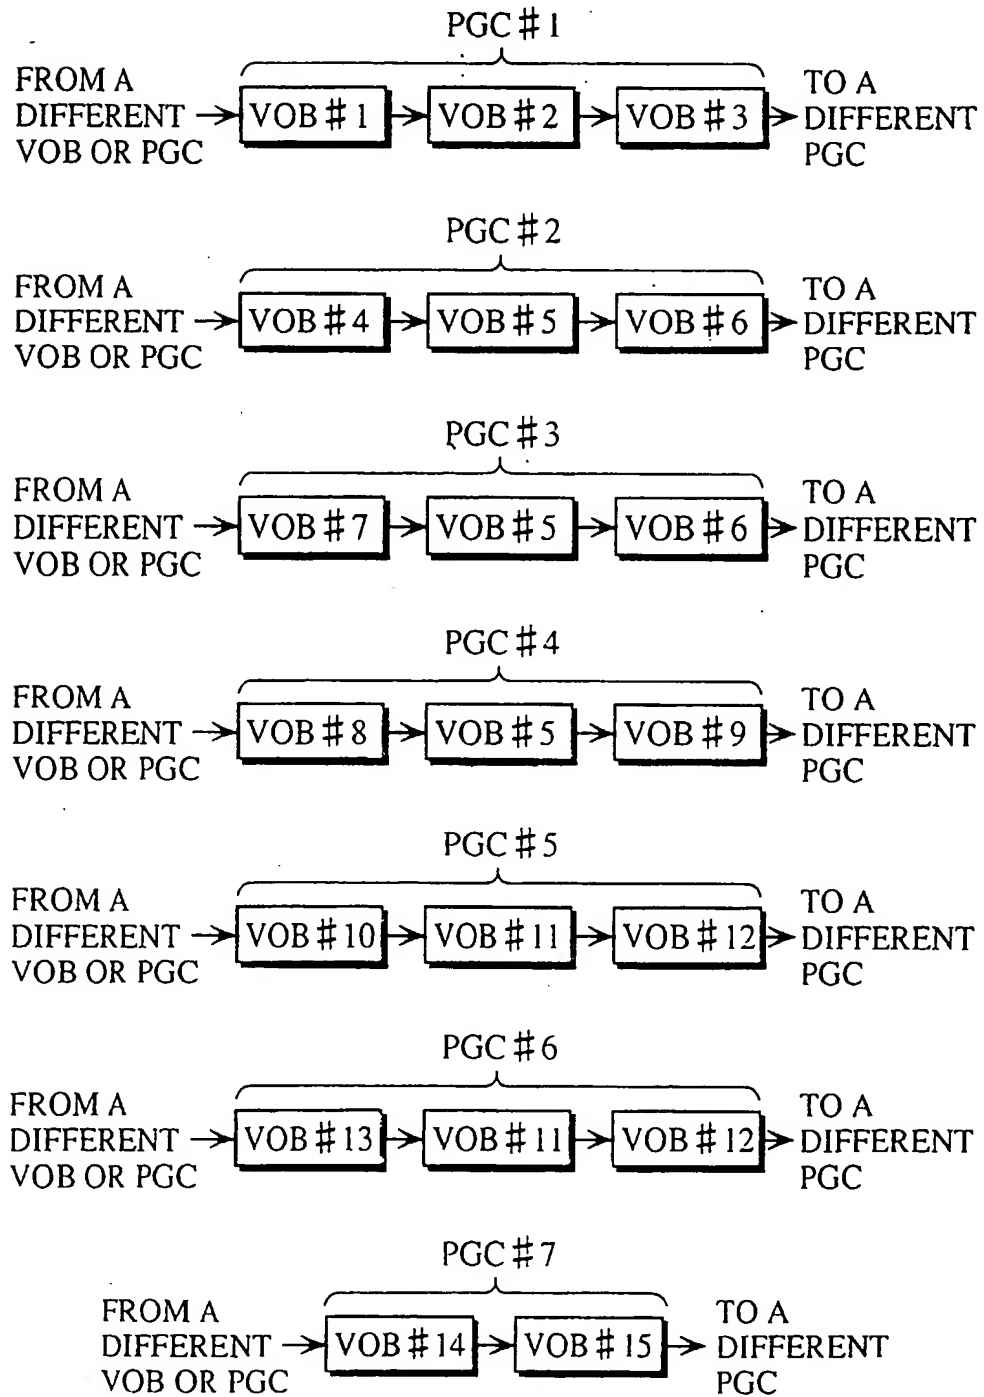 PGC #1
FROM A
DIFFERENT
VOB OR PGC
VOB #1
VOB #2
VOB #3
TO A
DIFFERENT
PGC
PGC #2
FROM A
DIFFERENT
VOB OR PGC
VOB #4
VOB #5
VOB #6
TO A
DIFFERENT
PGC
PGC #3
FROM A
DIFFERENT
VOB OR PGC
VOB #7
VOB #5
VOB #6
TO A
DIFFERENT
PGC
PGC #4
FROM A
DIFFERENT
VOB OR PGC
VOB #8
VOB #5
VOB #9
TO A
DIFFERENT
PGC
PGC #5
FROM A
DIFFERENT
VOB OR PGC
VOB #10
VOB #11
VOB #12
TO A
DIFFERENT
PGC
PGC #6
FROM A
DIFFERENT
VOB OR PGC
VOB #13
VOB #11
VOB #12
TO A
DIFFERENT
PGC
PGC #7
FROM A
DIFFERENT
VOB OR PGC
VOB #14
VOB #15
TO A
DIFFERENT
PGC